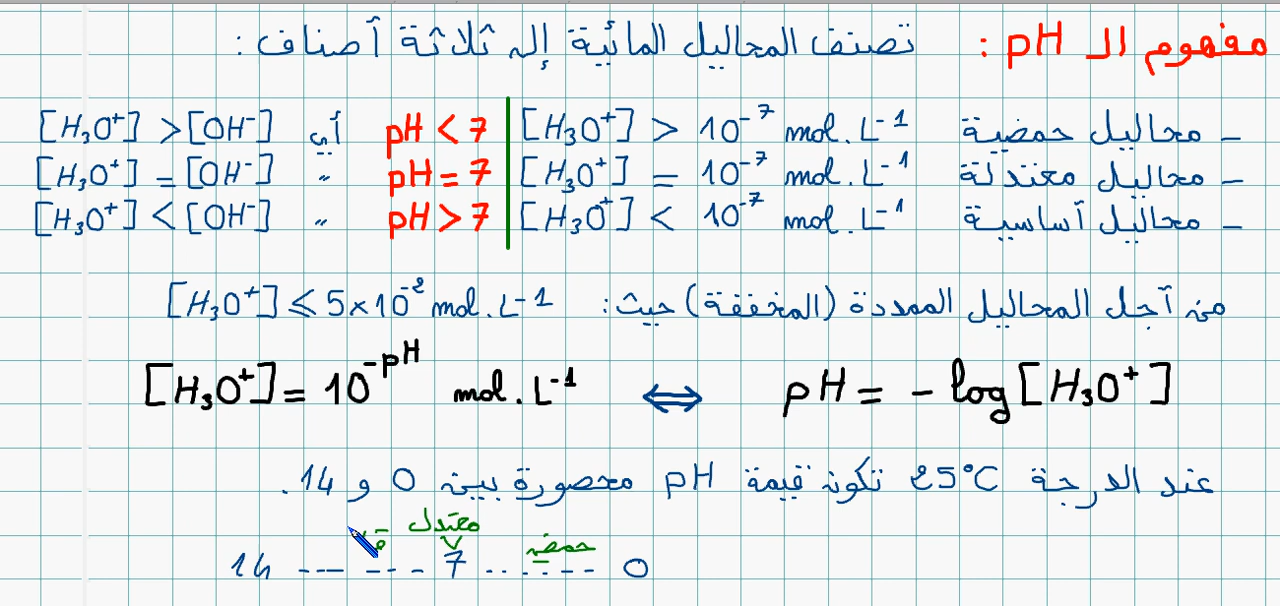 مفهوم الـ pH : تصنف المحاليل المائية إلى ثلاثة أصناف :
- محاليل حمضية [H₃O⁺] > 10⁻⁷ mol.L⁻¹ | pH < 7 أي [H₃O⁺] > [OH⁻]
- محاليل معتدلة [H₃O⁺] = 10⁻⁷ mol.L⁻¹ | pH = 7 " [H₃O⁺] = [OH⁻]
- محاليل أساسية [H₃O⁺] < 10⁻⁷ mol.L⁻¹ | pH > 7 " [H₃O⁺] < [OH⁻]
من أجل المحاليل الممددة (المخففة) حيث: [H₃O⁺] ≤ 5×10⁻² mol.L⁻¹
pH = - log [H₃O⁺] ⇔ [H₃O⁺] = 10⁻ᵖᴴ mol.L⁻¹
عند الدرجة 25°C تكون قيمة pH محصورة بين 0 و 14.
حمضي معتدل
0 ...... 7 ... --- 14